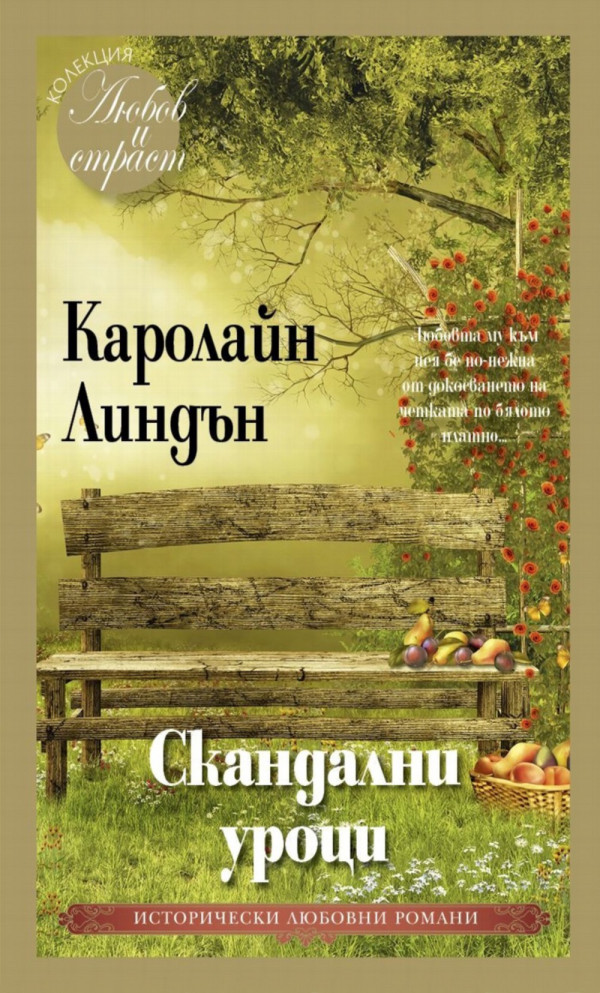 КОЛЕКЦИЯ
Любов
и
страст
Каролайн
Линдън
Любовта му към
нея бе по-нежна
от докосването на
четката по бялото
платно...
Скандални
уроци
ИСТОРИЧЕСКИ ЛЮБОВНИ РОМАНИ